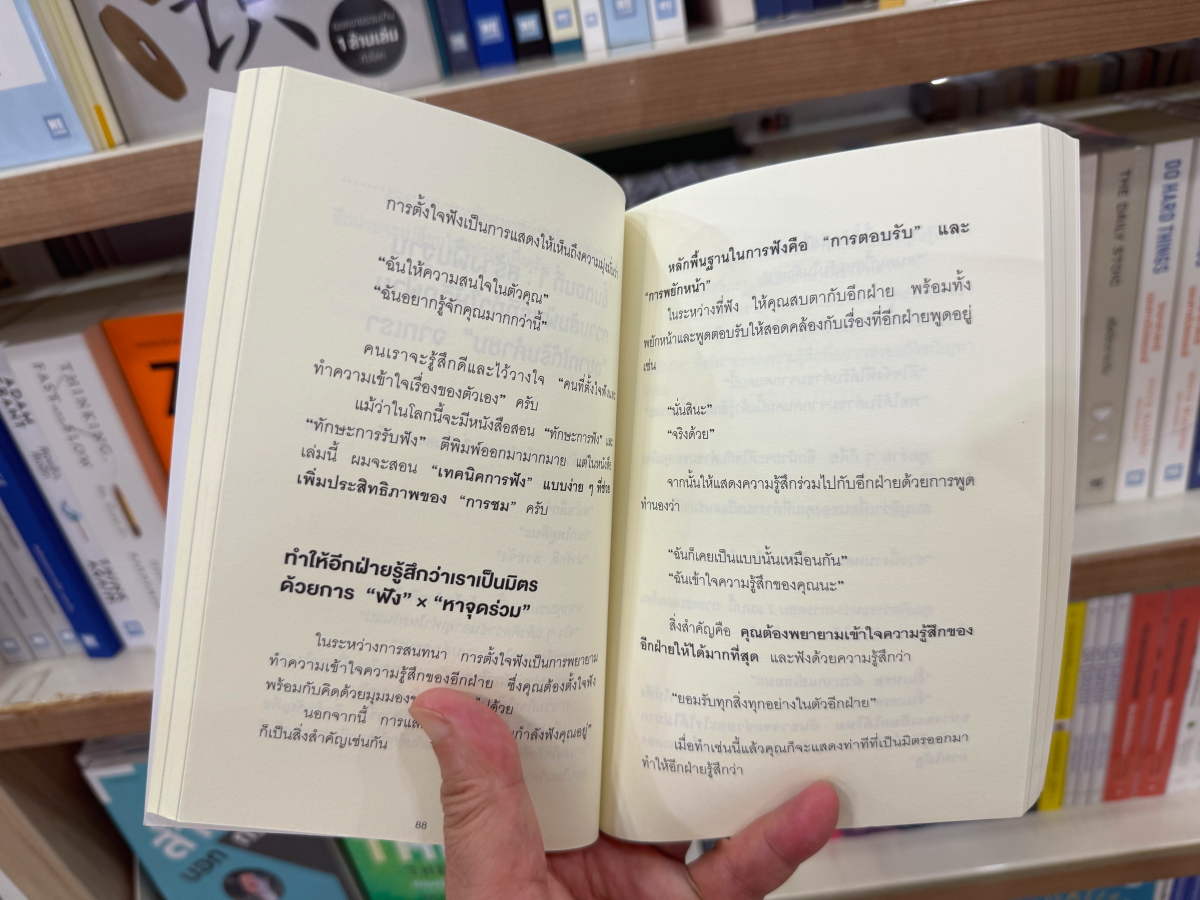 การตั้งใจฟังเป็นการแสดงให้เห็นถึงความมุ่งมั่นว่า
“ฉันให้ความสนใจในตัวคุณ”
“ฉันอยากรู้จักคุณมากกว่านี้”
คนเราจะรู้สึกดีและไว้วางใจ “คนที่ตั้งใจฟังและ
ทำความเข้าใจเรื่องของตัวเอง” ครับ
แม้ว่าในโลกนี้จะมีหนังสือสอน “ทักษะการฟัง” และ
“ทักษะการรับฟัง” ตีพิมพ์ออกมามากมาย แต่ในหนังสือ
เล่มนี้ ผมจะสอน “เทคนิคการฟัง” แบบง่าย ๆ ที่ช่วย
เพิ่มประสิทธิภาพของ “การชม” ครับ
ทำให้อีกฝ่ายรู้สึกว่าเราเป็นมิตร
ด้วยการ “ฟัง” × “หาจุดร่วม”
ในระหว่างการสนทนา การตั้งใจฟังเป็นการพยายาม
ทำความเข้าใจความรู้สึกของอีกฝ่าย ซึ่งคุณต้องตั้งใจฟัง
พร้อมกับคิดด้วยมุมมอง
นอกจากนี้ การ กำลังฟังคุณอยู่”
ก็เป็นสิ่งสำคัญเช่นกัน
88
หลักพื้นฐานในการฟังคือ “การตอบรับ” และ
“การพยักหน้า”
ในระหว่างที่ฟัง ให้คุณสบตากับอีกฝ่าย พร้อมทั้ง
พยักหน้าและพูดตอบรับให้สอดคล้องกับเรื่องที่อีกฝ่ายพูดอยู่
เช่น
“นั่นสินะ”
“จริงด้วย”
จากนั้นให้แสดงความรู้สึกร่วมไปกับอีกฝ่ายด้วยการพูด
ทำนองว่า
“ฉันก็เคยเป็นแบบนั้นเหมือนกัน”
“ฉันเข้าใจความรู้สึกของคุณนะ”
สิ่งสำคัญคือ คุณต้องพยายามเข้าใจความรู้สึกของ
อีกฝ่ายให้ได้มากที่สุด และฟังด้วยความรู้สึกว่า
“ยอมรับทุกสิ่งทุกอย่างในตัวอีกฝ่าย”
เมื่อทำเช่นนี้แล้วคุณก็จะแสดงท่าทีที่เป็นมิตรออกมา
ทำให้อีกฝ่ายรู้สึกว่า
1 ล้านเล่ม
THINKING,
FAST and SLOW
ADAM
GRANT
THE DAILY STOIC
DO HARD THINGS